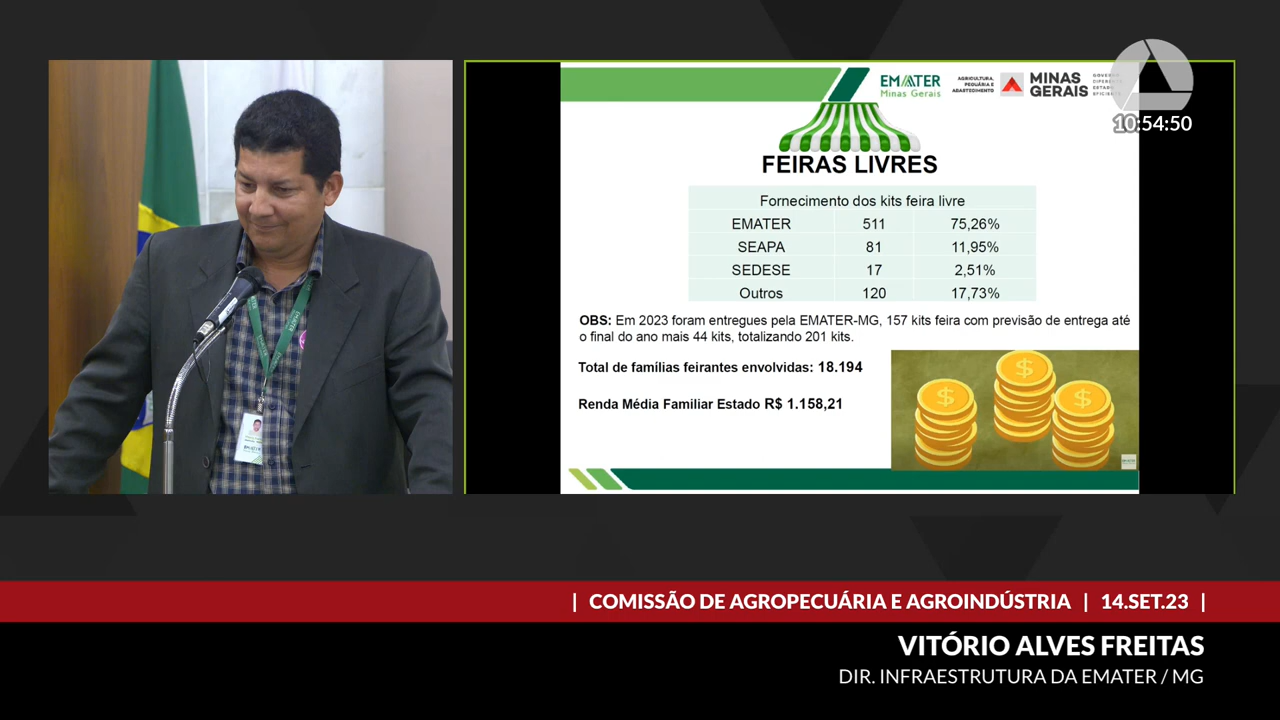 EMATER
Minas Gerais
AGRICULTURA,
PECUÁRIA E
ABASTECIMENTO
MINAS
GERAIS
10:54:50
FEIRAS LIVRES
Fornecimento dos kits feira livre
EMATER 511 75,26%
SEAPA 81 11,95%
SEDESE 17 2,51%
Outros 120 17,73%
OBS: Em 2023 foram entregues pela EMATER-MG, 157 kits feira com previsão de entrega até
o final do ano mais 44 kits, totalizando 201 kits.
Total de famílias feirantes envolvidas: 18.194
Renda Média Familiar Estado R$ 1.158,21
| COMISSÃO DE AGROPECUÁRIA E AGROINDÚSTRIA | 14.SET.23 |
VITÓRIO ALVES FREITAS
DIR. INFRAESTRUTURA DA EMATER / MG